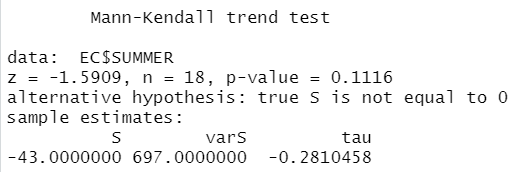 Mann-Kendall trend test
data:  EC$SUMMER
z = -1.5909, n = 18, p-value = 0.1116
alternative hypothesis: true S is not equal to 0
sample estimates:
S varS tau
-43.0000000 697.0000000 -0.2810458